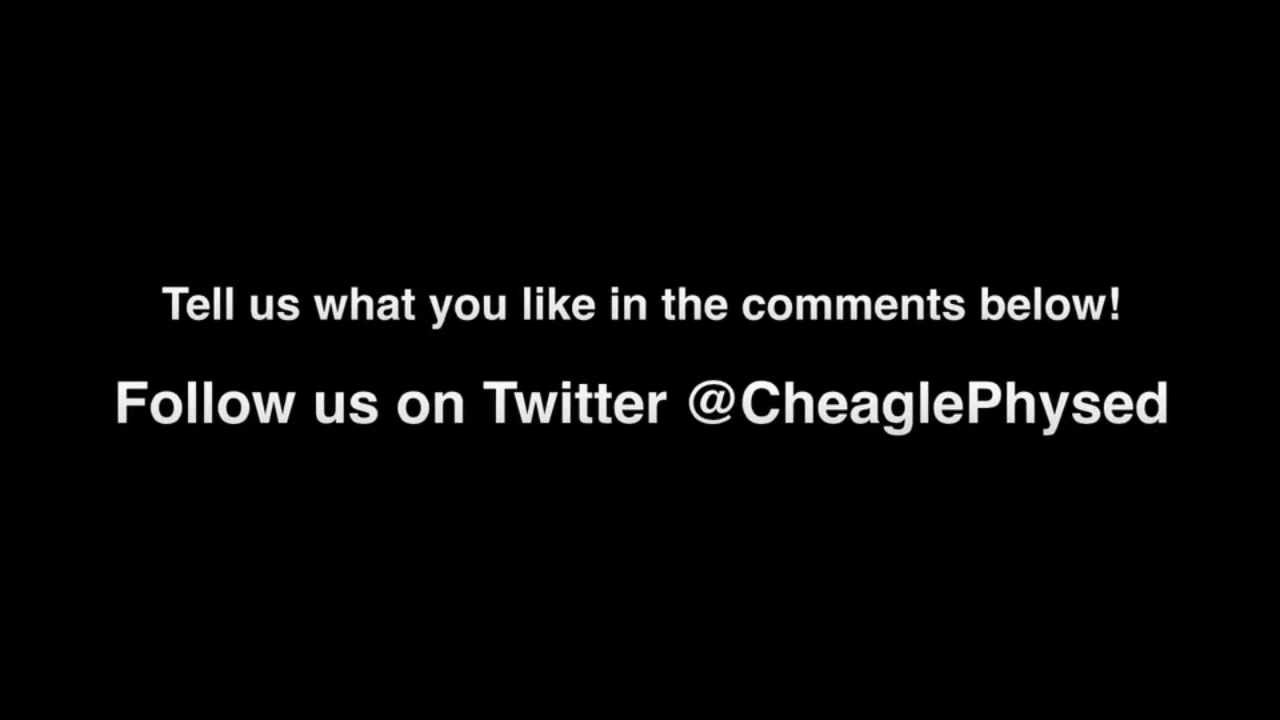 Tell us what you like in the comments below!
Follow us on Twitter @CheaglePhysed